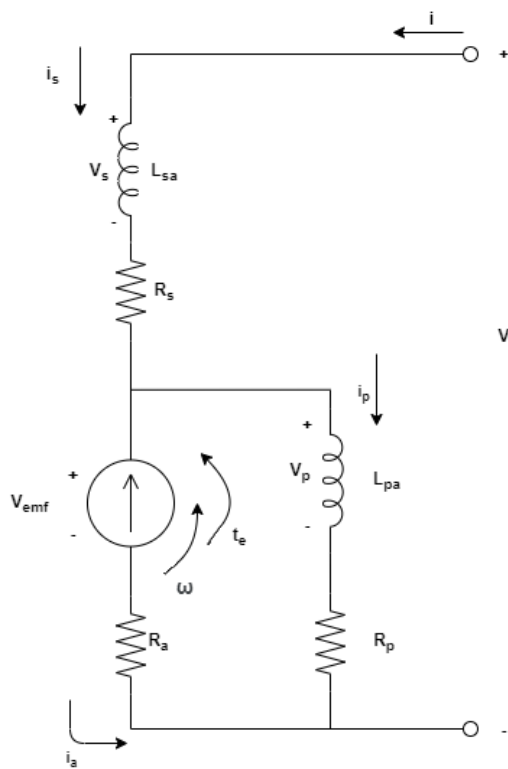 i
+
i_s
+
V_s
L_sa
-
R_s
V
i_p
+
V_p
L_pa
-
+
V_emf
-
t_e
ω
R_a
R_p
-
i_a